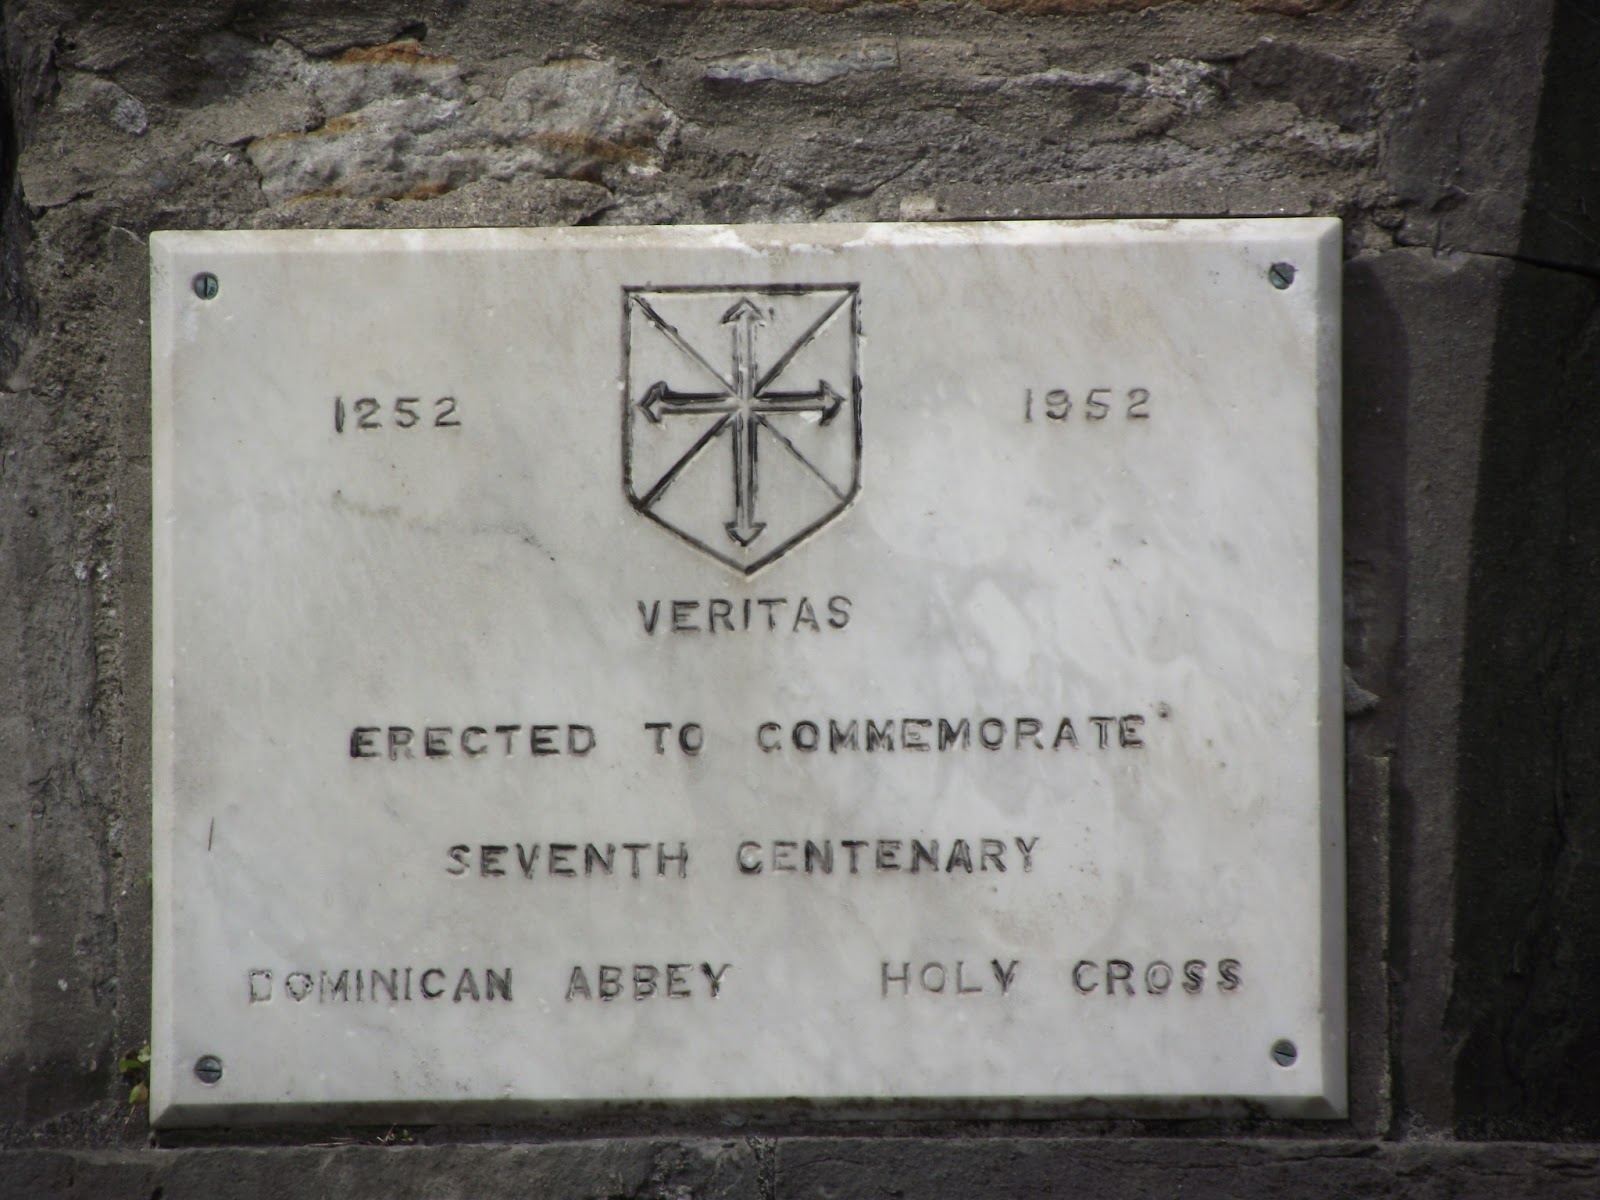 1252 1952
VERITAS
ERECTED TO COMMEMORATE
SEVENTH CENTENARY
DOMINICAN ABBEY HOLY CROSS